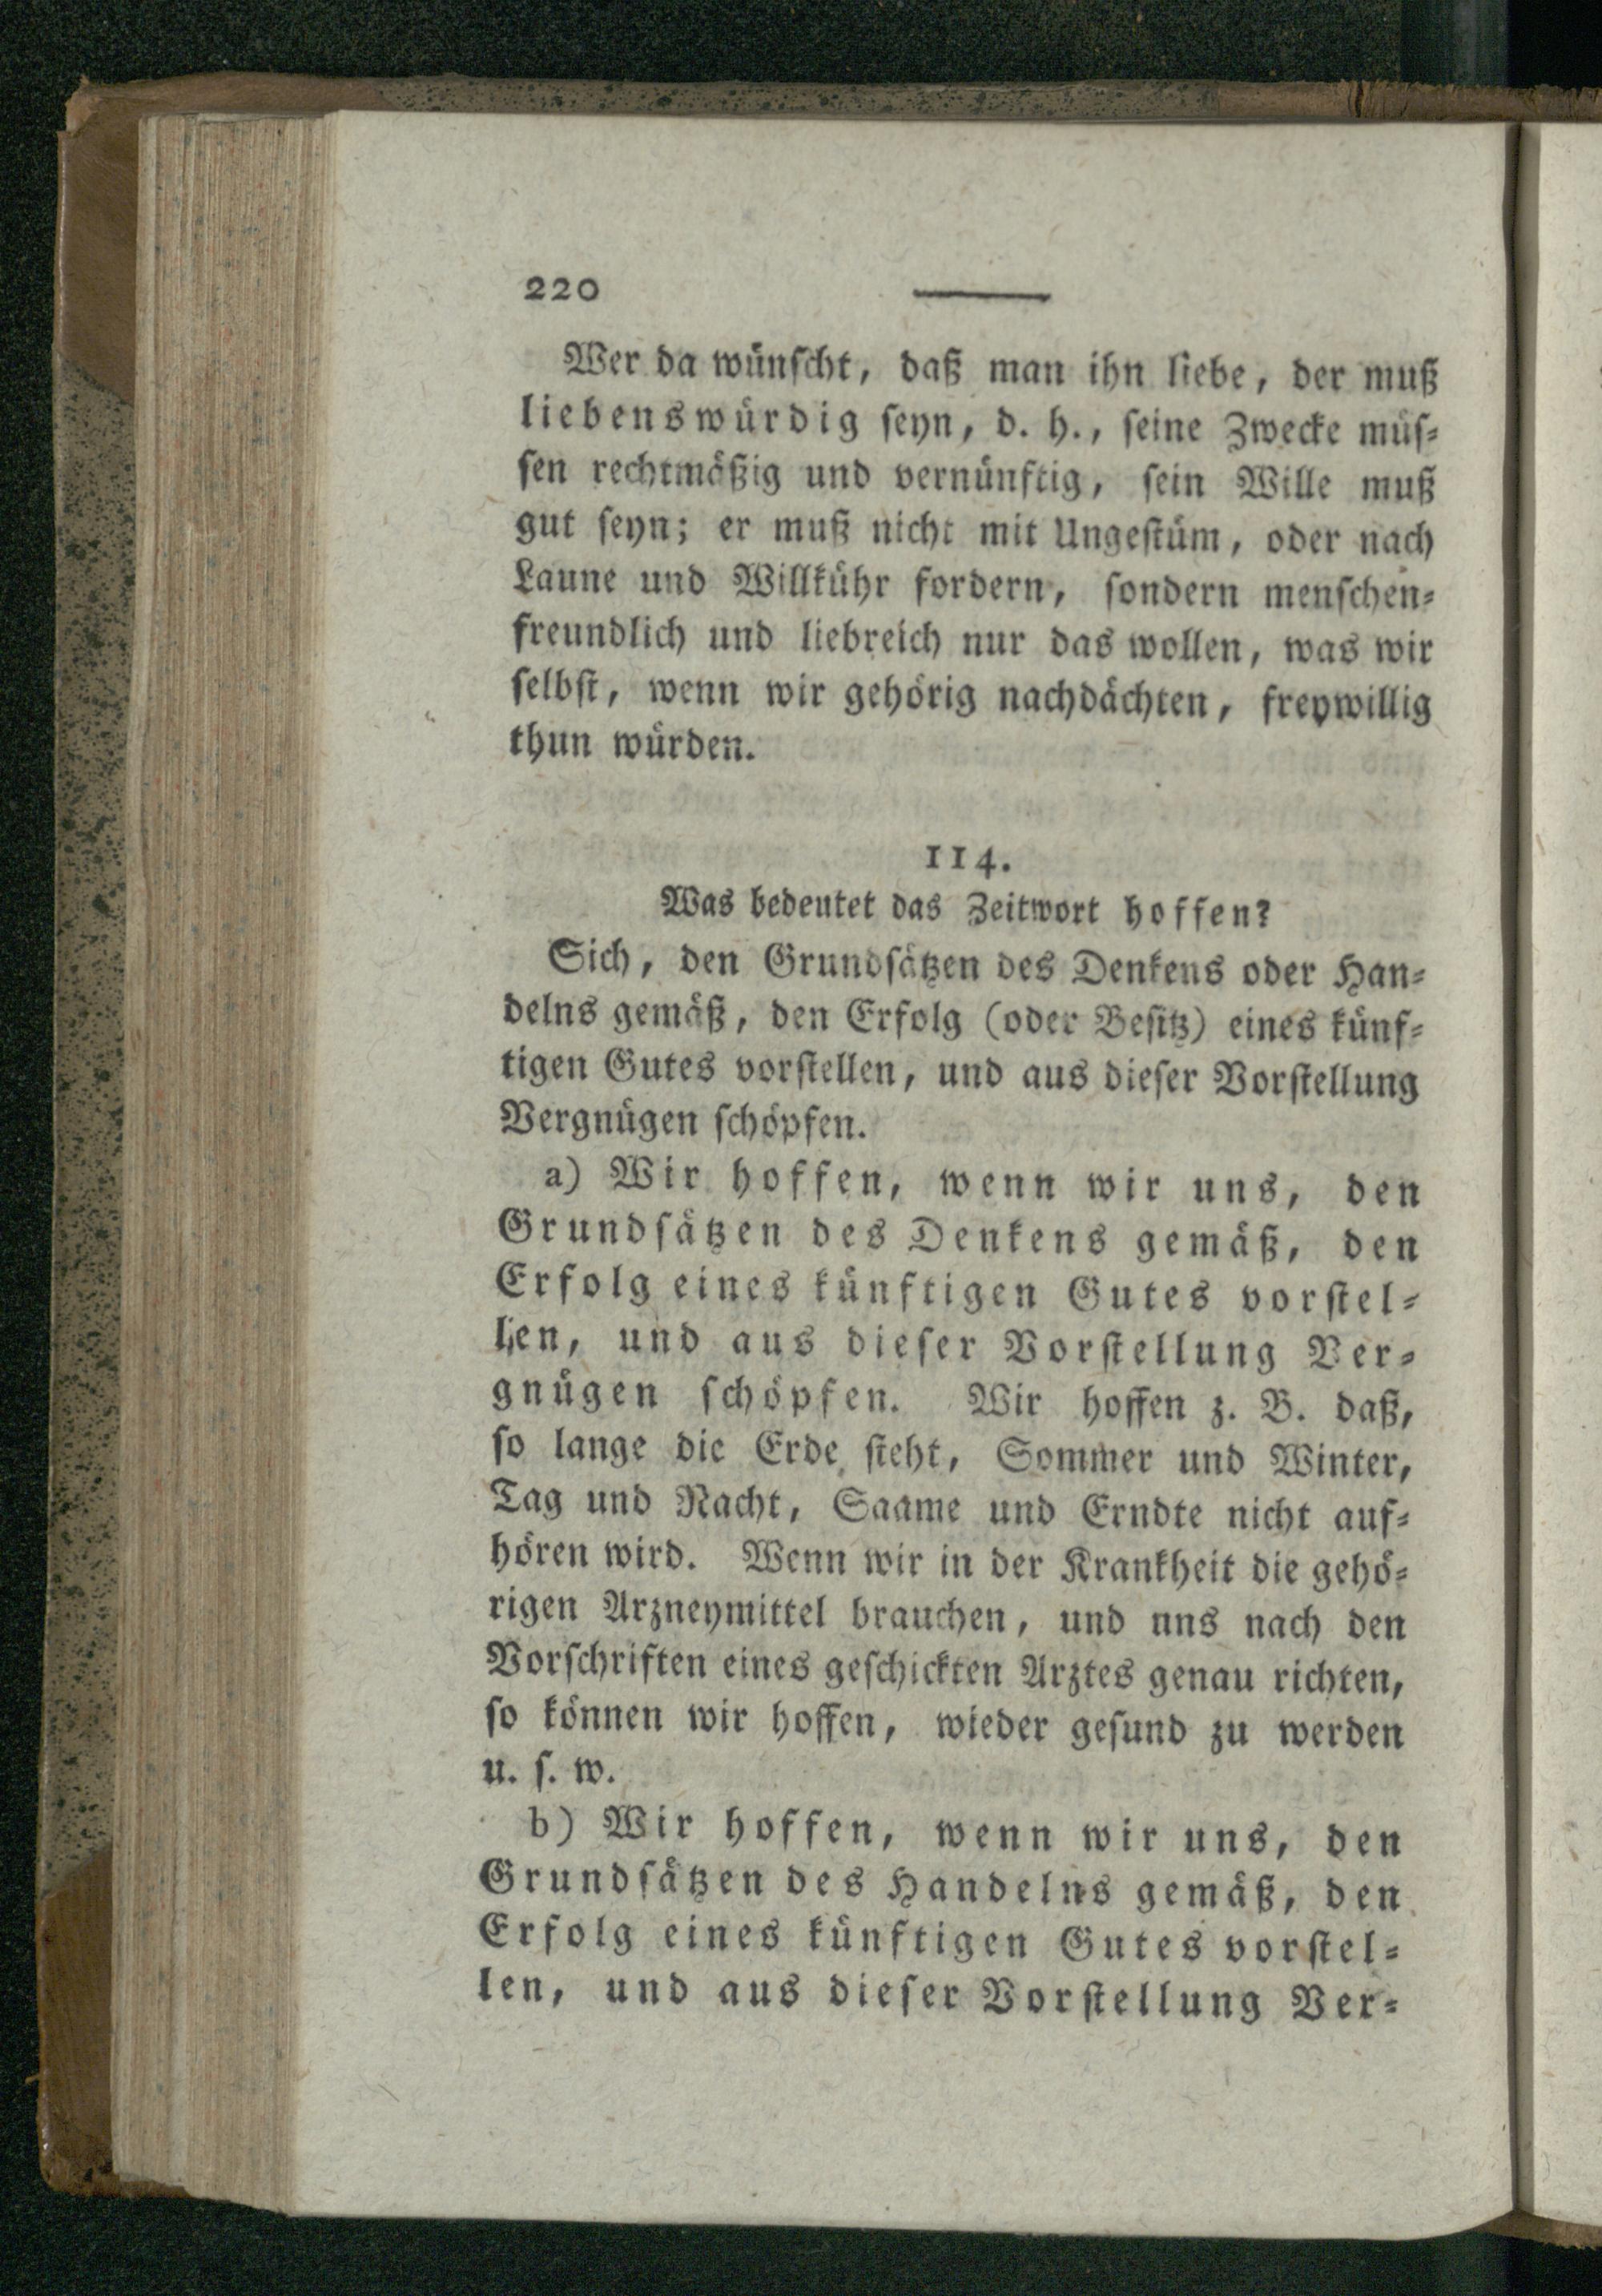 220
Wer da wünſcht, daß man ihn liebe, der muß
liebenswürdig ſeyn, d. h., ſeine Zwecke müſ-
ſen rechtmäßig und vernünftig, ſein Wille muß
gut ſeyn; er muß nicht mit Ungeſtüm, oder nach
Laune und Willkühr fordern, ſondern menſchen-
freundlich und liebreich nur das wollen, was wir
ſelbſt, wenn wir gehörig nachdächten, freywillig
thun würden.
114.
Was bedeutet das Zeitwort hoffen?
Sich, den Grundſätzen des Denkens oder Han-
delns gemäß, den Erfolg (oder Beſitz) eines künf-
tigen Gutes vorſtellen, und aus dieſer Vorſtellung
Vergnügen ſchöpfen.
a) Wir hoffen, wenn wir uns, den
Grundſätzen des Denkens gemäß, den
Erfolg eines künftigen Gutes vorſtel-
len, und aus dieſer Vorſtellung Ver-
gnügen ſchöpfen. Wir hoffen z. B. daß,
ſo lange die Erde ſteht, Sommer und Winter,
Tag und Nacht, Saame und Erndte nicht auf-
hören wird. Wenn wir in der Krankheit die gehö-
rigen Arzneymittel brauchen, und uns nach den
Vorſchriften eines geſchickten Arztes genau richten,
ſo können wir hoffen, wieder geſund zu werden
u. ſ. w.
b) Wir hoffen, wenn wir uns, den
Grundſätzen des Handelns gemäß, den
Erfolg eines künftigen Gutes vorſtel-
len, und aus dieſer Vorſtellung Ver-